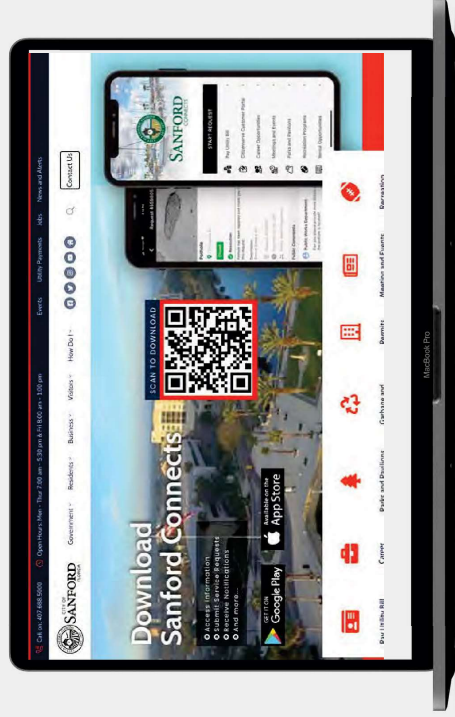 Call us: 407.688.5000
Open Hours: Mon - Thur 7:00 am - 5:30 pm & Fri 8:00 am - 1:00 pm
Events
Utility Payments
Jobs
News and Alerts
CITY OF
SANFORD
FLORIDA
Government
Residents
Business
Visitors
How Do I
Contact Us
Download
Sanford Connects
Access Information
Submit Service Requests
Receive Notifications
And more...
GET IT ON
Google Play
Available on the
App Store
SCAN TO DOWNLOAD
Potholes
SANFORD
CONNECTS
START REQUEST
Pay Utility Bill
Career Opportunities
Meetings and Events
Parks and Pavilions
Recreation Programs
Rental Opportunities
Pay Utility Bill
Career
Parks and Pavilions
Garbage and
Permits
Meeting and Events
Recreation
MacBook Pro